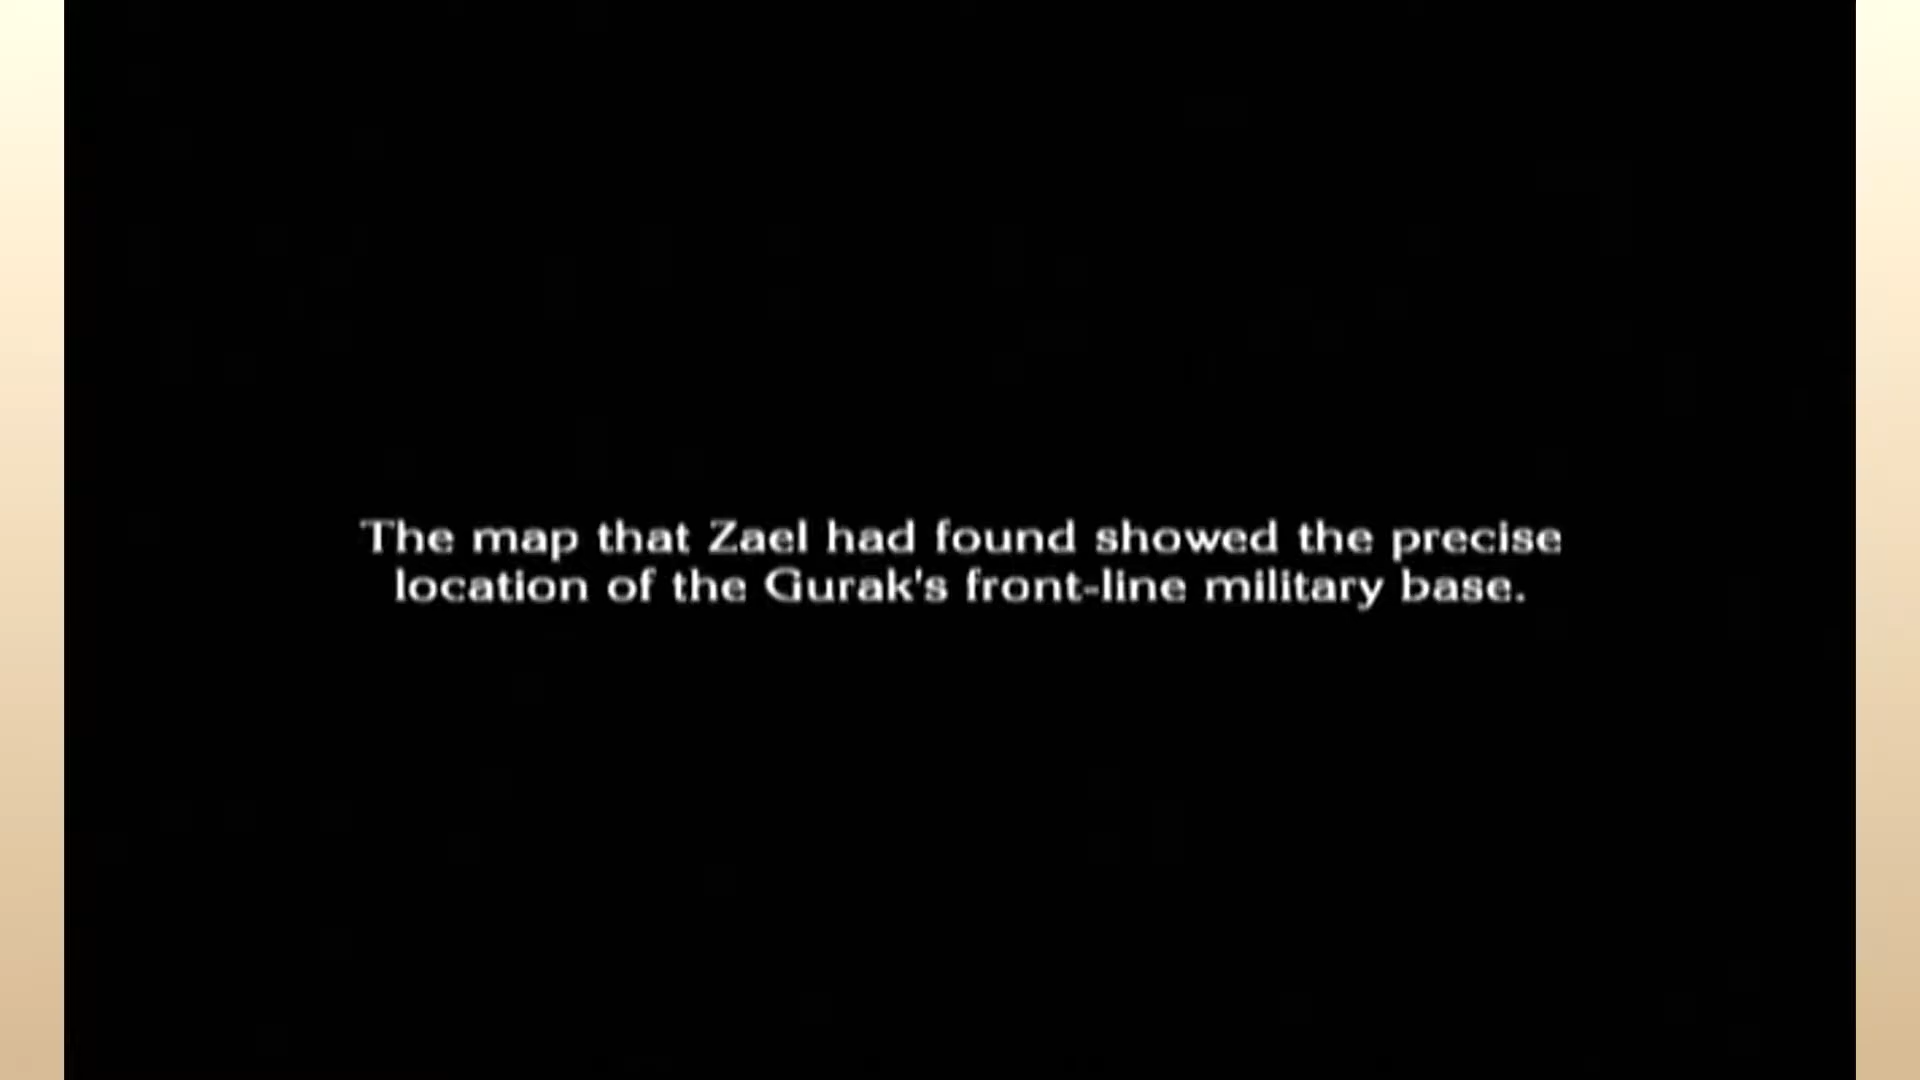 The map that Zael had found showed the precise
location of the Gurak's front-line military base.